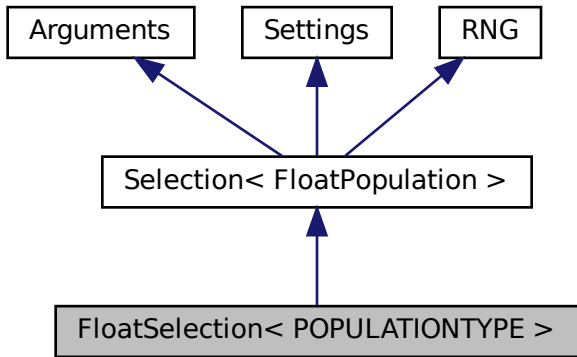 Arguments
Settings
RNG
Selection< FloatPopulation >
FloatSelection< POPULATIONTYPE >